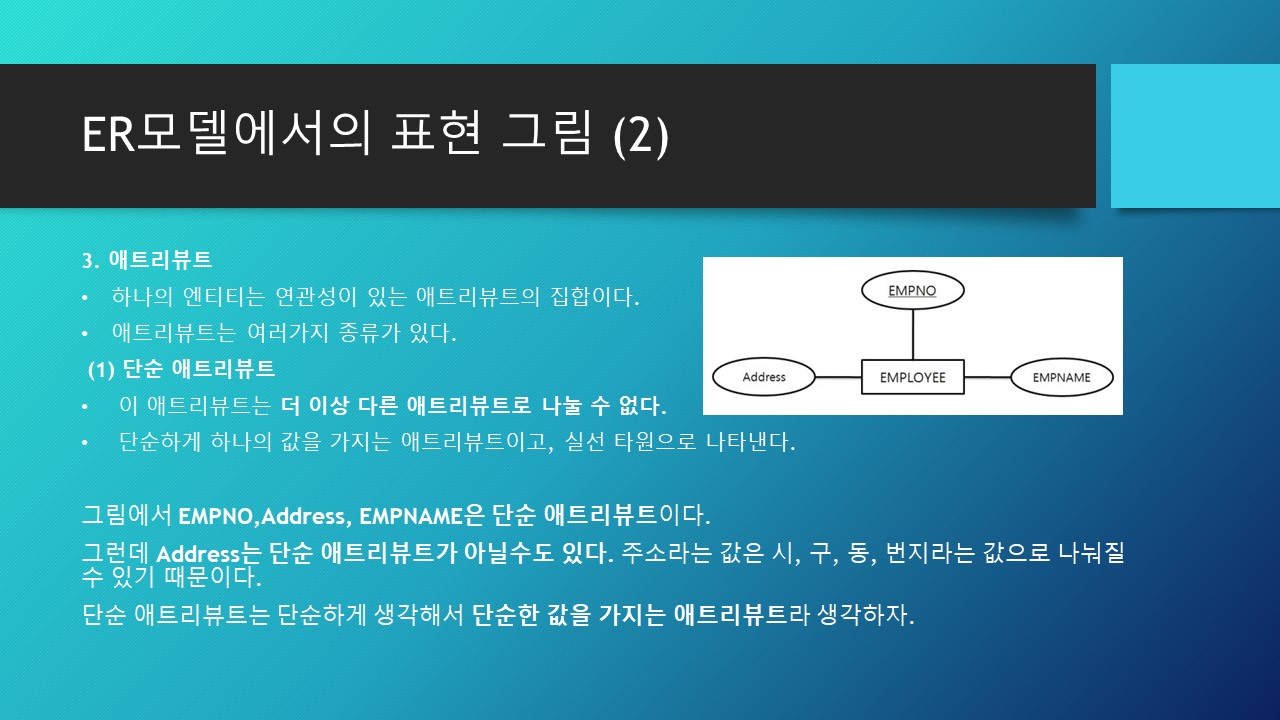 ER모델에서의 표현 그림 (2)
3. 애트리뷰트
• 하나의 엔티티는 연관성이 있는 애트리뷰트의 집합이다.
• 애트리뷰트는 여러가지 종류가 있다.
(1) 단순 애트리뷰트
• 이 애트리뷰트는 더 이상 다른 애트리뷰트로 나눌 수 없다.
• 단순하게 하나의 값을 가지는 애트리뷰트이고, 실선 타원으로 나타낸다.
EMPNO
Address
EMPLOYEE
EMPNAME
그림에서 EMPNO,Address, EMPNAME은 단순 애트리뷰트이다.
그런데 Address는 단순 애트리뷰트가 아닐수도 있다. 주소라는 값은 시, 구, 동, 번지라는 값으로 나눠질
수 있기 때문이다.
단순 애트리뷰트는 단순하게 생각해서 단순한 값을 가지는 애트리뷰트라 생각하자.